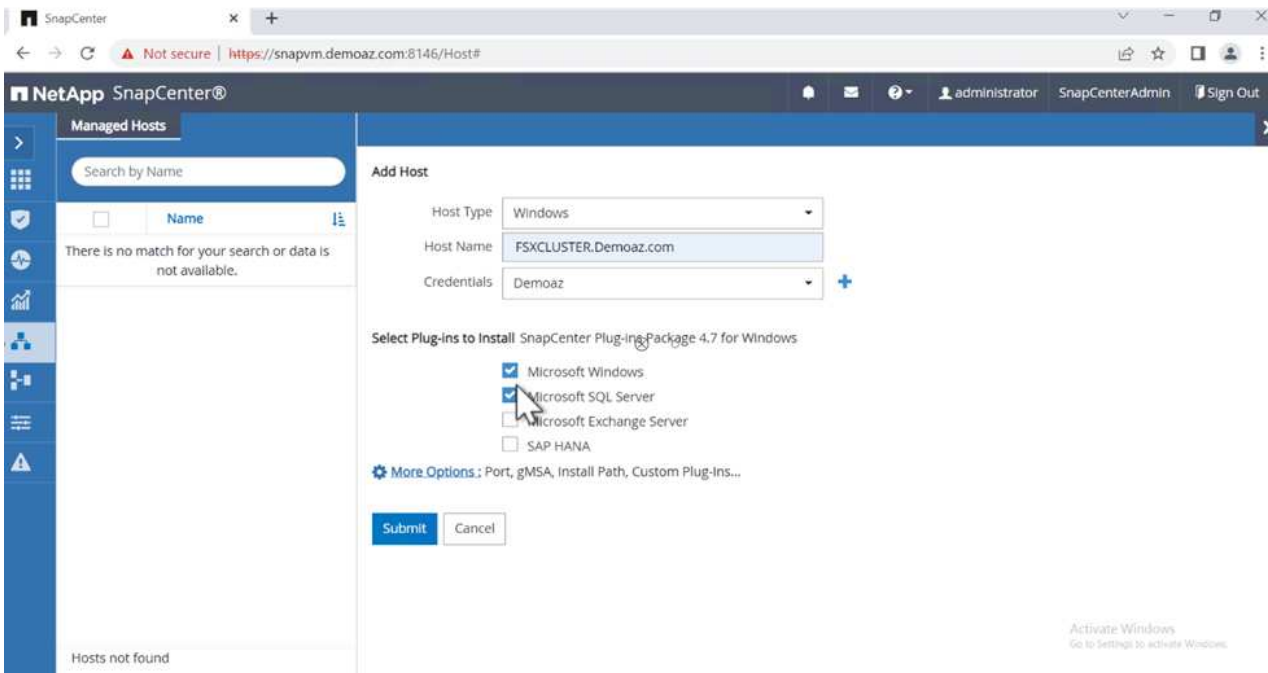 SnapCenter
Not secure | https://snapvm.demoaz.com:8146/Host#
NetApp SnapCenter®
administrator SnapCenterAdmin Sign Out
Managed Hosts
Search by Name
Name
There is no match for your search or data is
not available.
Hosts not found
Add Host
Host Type Windows
Host Name FSXCLUSTER.Demoaz.com
Credentials Demoaz
Select Plug-ins to Install SnapCenter Plug-ins Package 4.7 for Windows
Microsoft Windows
Microsoft SQL Server
Microsoft Exchange Server
SAP HANA
More Options : Port, gMSA, Install Path, Custom Plug-Ins...
Submit Cancel
Activate Windows
Go to Settings to activate Windows.